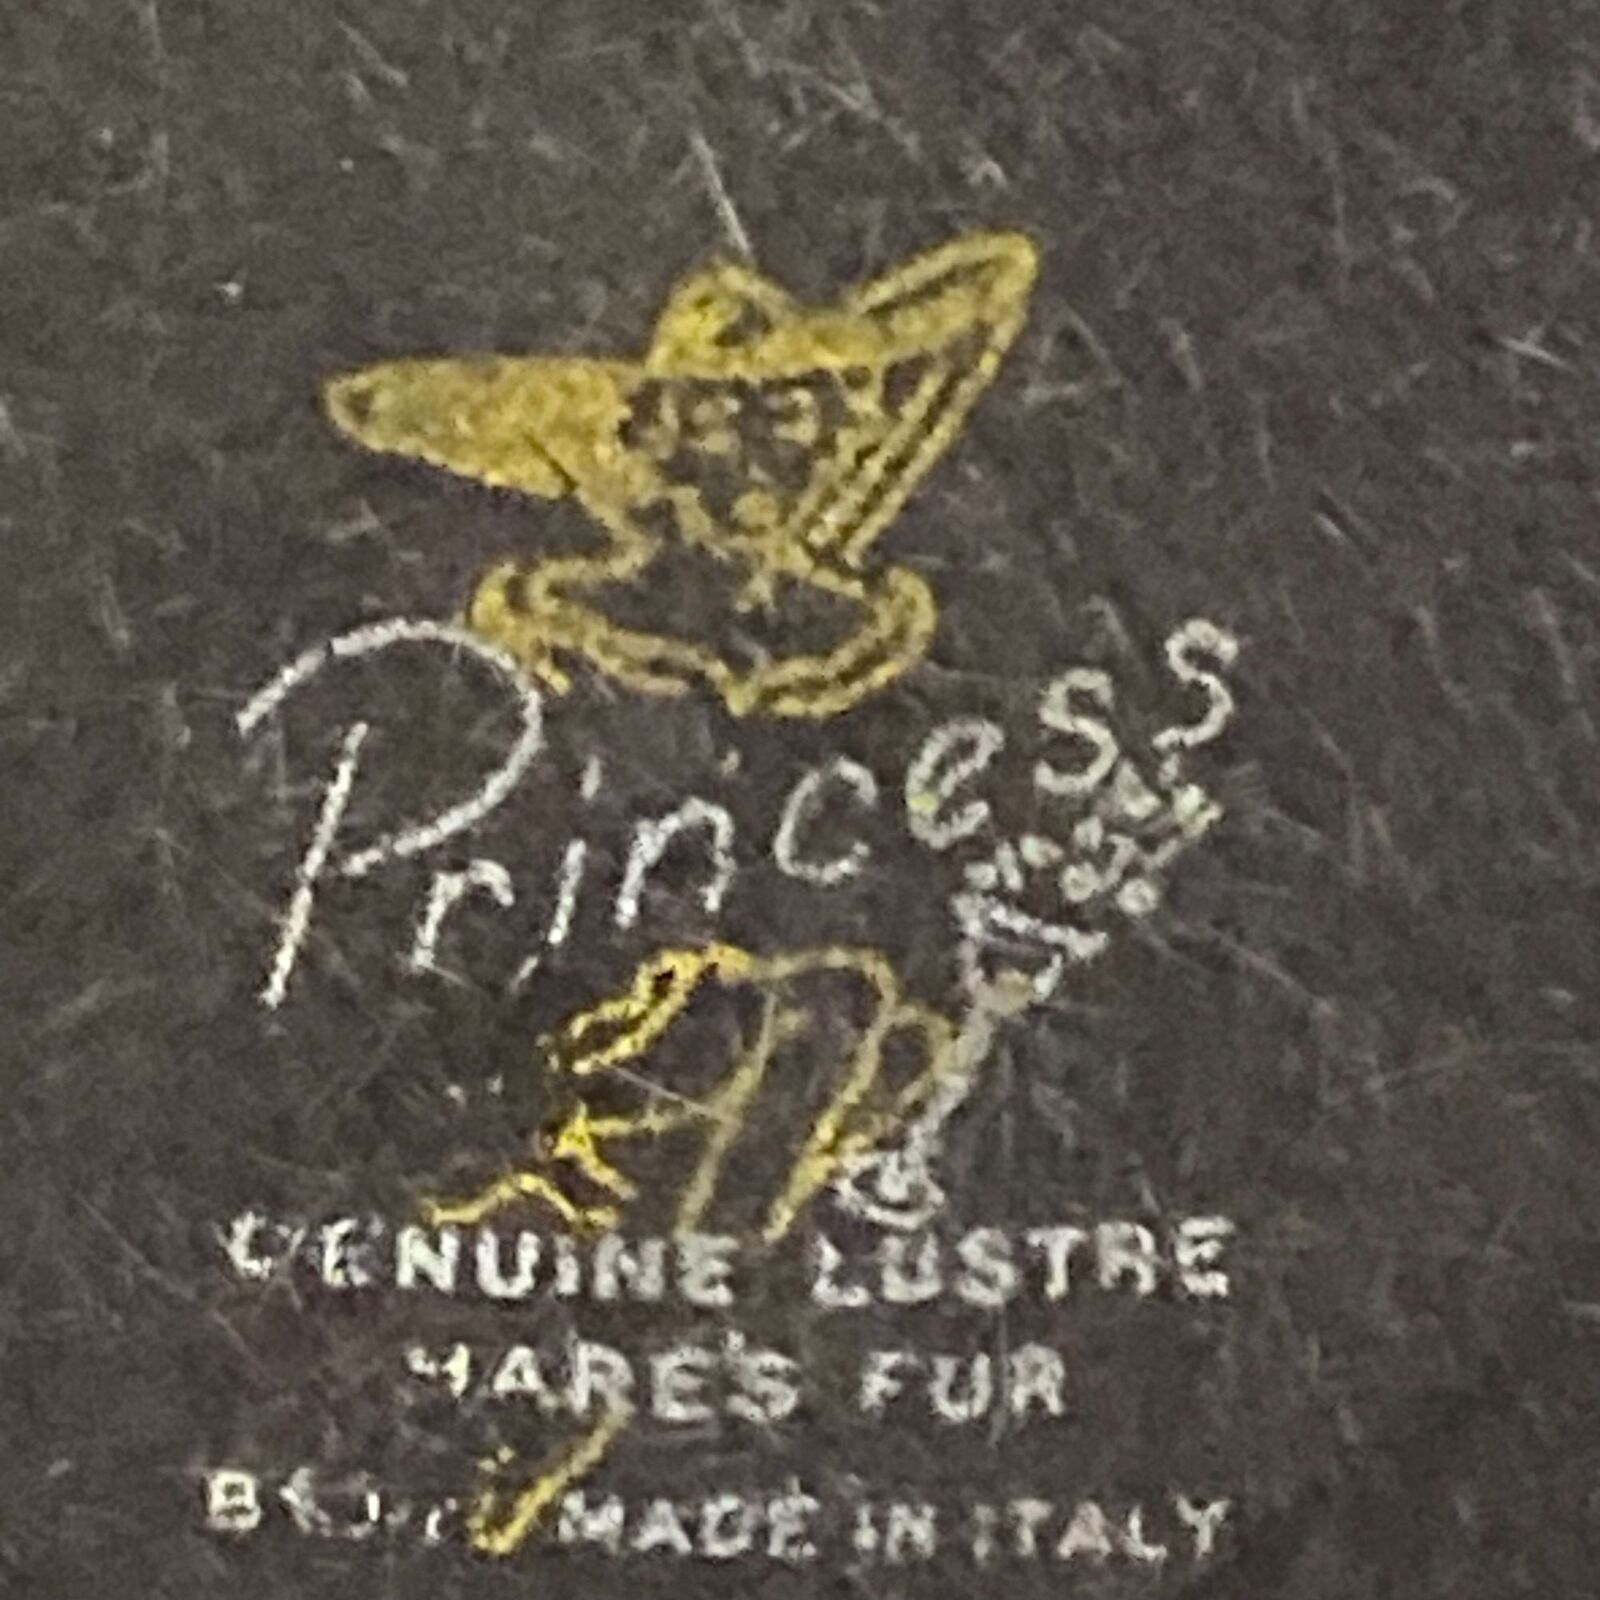 Princess
GENUINE LUSTRE
HARE'S FUR
MADE IN ITALY